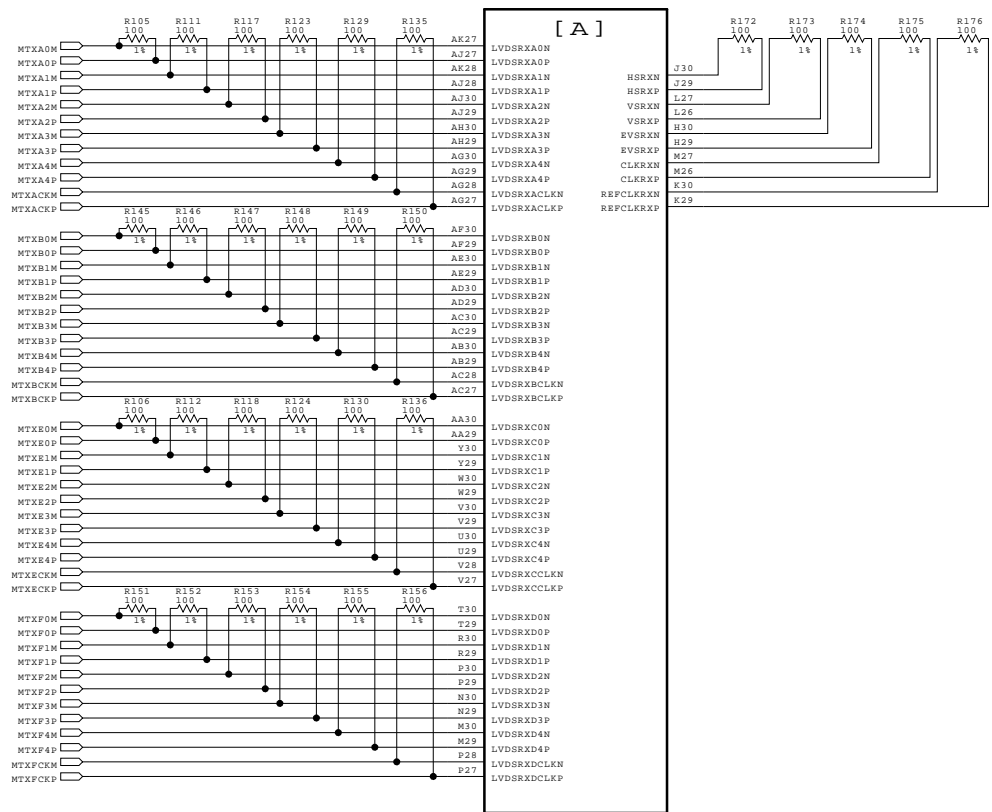 [A]
R105 R111 R117 R123 R129 R135
100 100 100 100 100 100
1% 1% 1% 1% 1% 1%
MTXA0M AK27 LVDSRXA0N
MTXA0P AJ27 LVDSRXA0P
MTXA1M AK28 LVDSRXA1N
MTXA1P AJ28 LVDSRXA1P
MTXA2M AJ30 LVDSRXA2N
MTXA2P AJ29 LVDSRXA2P
MTXA3M AH30 LVDSRXA3N
MTXA3P AH29 LVDSRXA3P
MTXA4M AG30 LVDSRXA4N
MTXA4P AG29 LVDSRXA4P
MTXACKM AG28 LVDSRXACLKN
MTXACKP AG27 LVDSRXACLKP
R145 R146 R147 R148 R149 R150
100 100 100 100 100 100
1% 1% 1% 1% 1% 1%
MTXB0M AF30 LVDSRXB0N
MTXB0P AF29 LVDSRXB0P
MTXB1M AE30 LVDSRXB1N
MTXB1P AE29 LVDSRXB1P
MTXB2M AD30 LVDSRXB2N
MTXB2P AD29 LVDSRXB2P
MTXB3M AC30 LVDSRXB3N
MTXB3P AC29 LVDSRXB3P
MTXB4M AB30 LVDSRXB4N
MTXB4P AB29 LVDSRXB4P
MTXBCKM AC28 LVDSRXBCLKN
MTXBCKP AC27 LVDSRXBCLKP
R106 R112 R118 R124 R130 R136
100 100 100 100 100 100
1% 1% 1% 1% 1% 1%
MTXE0M AA30 LVDSRXC0N
MTXE0P AA29 LVDSRXC0P
MTXE1M Y30 LVDSRXC1N
MTXE1P Y29 LVDSRXC1P
MTXE2M W30 LVDSRXC2N
MTXE2P W29 LVDSRXC2P
MTXE3M V30 LVDSRXC3N
MTXE3P V29 LVDSRXC3P
MTXE4M U30 LVDSRXC4N
MTXE4P U29 LVDSRXC4P
MTXECKM V28 LVDSRXCCLKN
MTXECKP V27 LVDSRXCCLKP
R151 R152 R153 R154 R155 R156
100 100 100 100 100 100
1% 1% 1% 1% 1% 1%
MTXF0M T30 LVDSRXD0N
MTXF0P T29 LVDSRXD0P
MTXF1M R30 LVDSRXD1N
MTXF1P R29 LVDSRXD1P
MTXF2M P30 LVDSRXD2N
MTXF2P P29 LVDSRXD2P
MTXF3M N30 LVDSRXD3N
MTXF3P N29 LVDSRXD3P
MTXF4M M30 LVDSRXD4N
MTXF4P M29 LVDSRXD4P
MTXFCKM P28 LVDSRXDCLKN
MTXFCKP P27 LVDSRXDCLKP
R172 R173 R174 R175 R176
100 100 100 100 100
1% 1% 1% 1% 1%
HSRXN J30
HSRXP J29
VSRXN L27
VSRXP L26
EVSRXN H30
EVSRXP H29
CLKRXN M27
CLKRXP M26
REFCLKRXN K30
REFCLKRXP K29